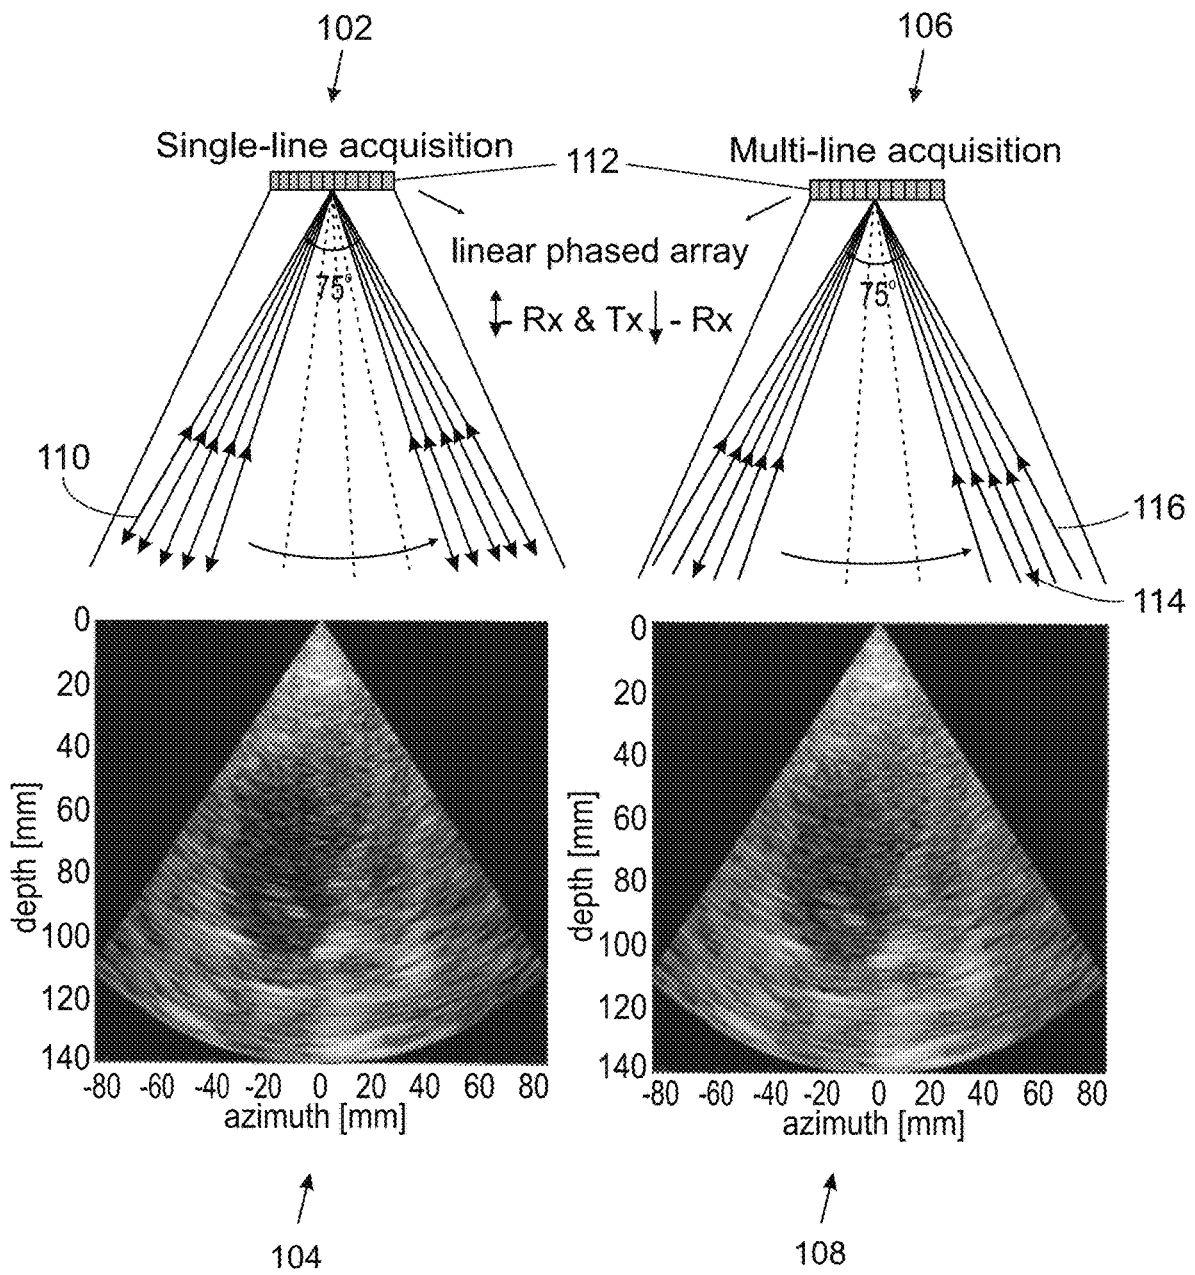 102
106
Single-line acquisition
112
Multi-line acquisition
linear phased array
75°
75°
- Rx & Tx - Rx
110
116
114
0
20
40
60
80
100
120
140
depth [mm]
-80 -60 -40 -20 0 20 40 60 80
azimuth [mm]
0
20
40
60
80
100
120
140
depth [mm]
-80 -60 -40 -20 0 20 40 60 80
azimuth [mm]
104
108